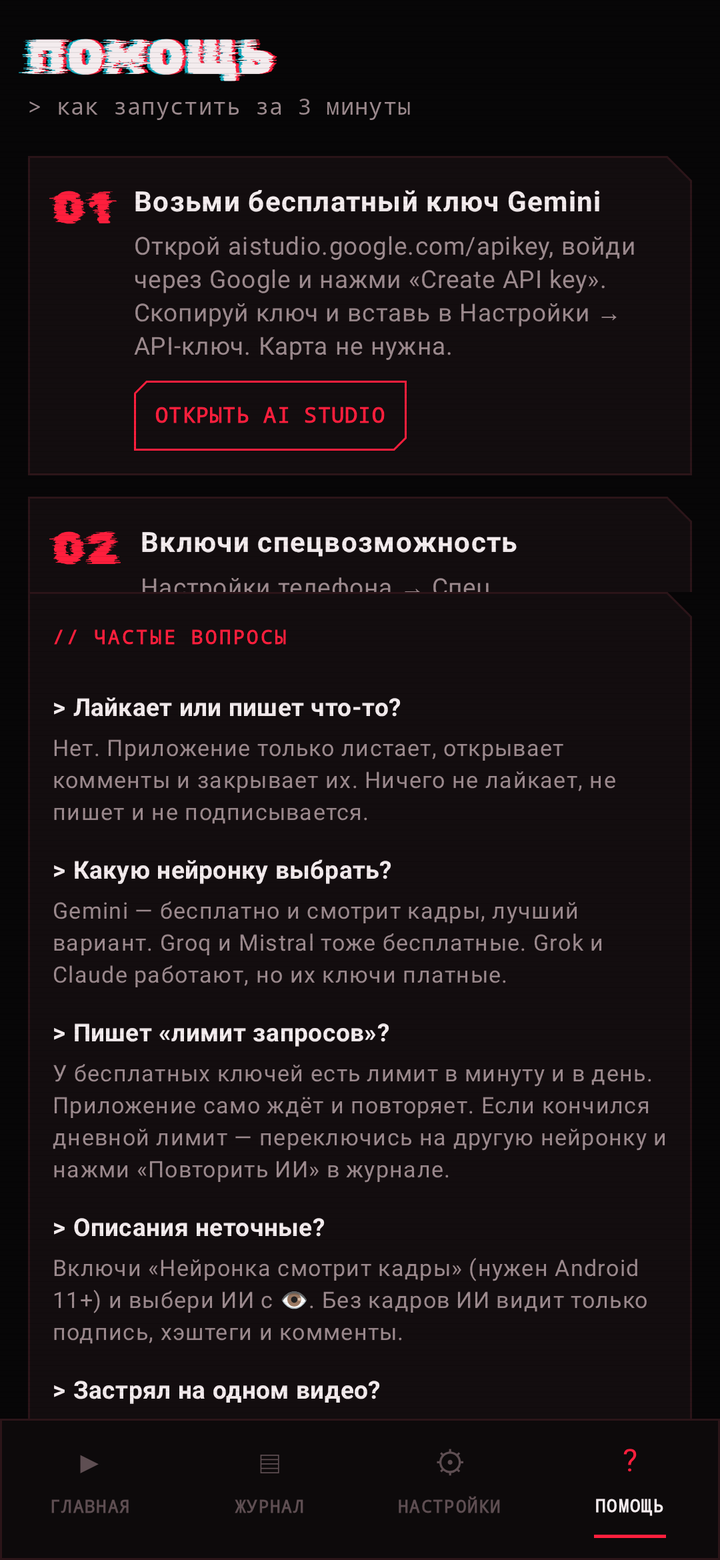 ПОМОЩЬ
> как запустить за 3 минуты
01 Возьми бесплатный ключ Gemini
Открой aistudio.google.com/apikey, войди
через Google и нажми «Create API key».
Скопируй ключ и вставь в Настройки →
API-ключ. Карта не нужна.
ОТКРЫТЬ AI STUDIO
02 Включи спецвозможность
Настройки телефона → Спец
// ЧАСТЫЕ ВОПРОСЫ
> Лайкает или пишет что-то?
Нет. Приложение только листает, открывает
комменты и закрывает их. Ничего не лайкает, не
пишет и не подписывается.
> Какую нейронку выбрать?
Gemini — бесплатно и смотрит кадры, лучший
вариант. Groq и Mistral тоже бесплатные. Grok и
Claude работают, но их ключи платные.
> Пишет «лимит запросов»?
У бесплатных ключей есть лимит в минуту и в день.
Приложение само ждёт и повторяет. Если кончился
дневной лимит — переключись на другую нейронку и
нажми «Повторить ИИ» в журнале.
> Описания неточные?
Включи «Нейронка смотрит кадры» (нужен Android
11+) и выбери ИИ с 👁. Без кадров ИИ видит только
подпись, хэштеги и комменты.
> Застрял на одном видео?
ГЛАВНАЯ
ЖУРНАЛ
НАСТРОЙКИ
? ПОМОЩЬ